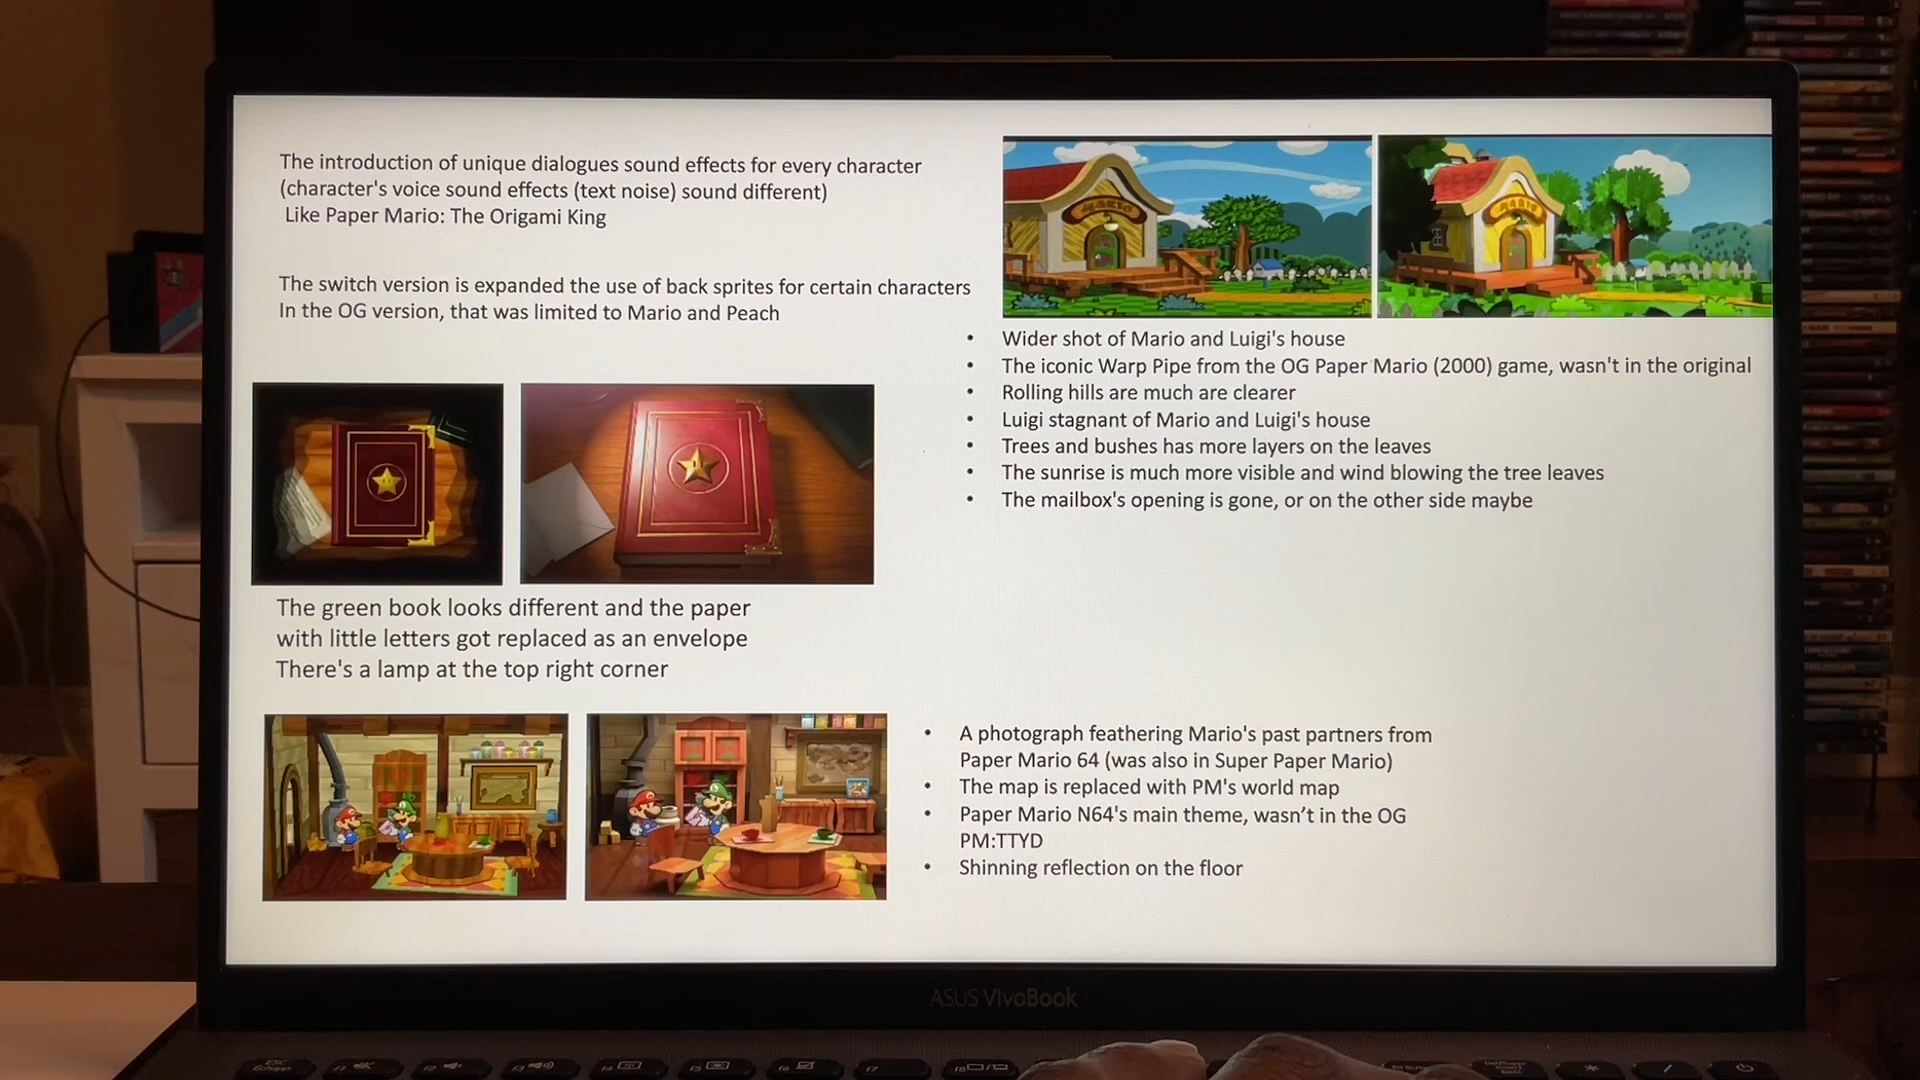 The introduction of unique dialogues sound effects for every character
(character's voice sound effects (text noise) sound different)
Like Paper Mario: The Origami King
The switch version is expanded the use of back sprites for certain characters
In the OG version, that was limited to Mario and Peach
MARIO
MARIO
• Wider shot of Mario and Luigi's house
• The iconic Warp Pipe from the OG Paper Mario (2000) game, wasn't in the original
• Rolling hills are much are clearer
• Luigi stagnant of Mario and Luigi's house
• Trees and bushes has more layers on the leaves
• The sunrise is much more visible and wind blowing the tree leaves
• The mailbox's opening is gone, or on the other side maybe
The green book looks different and the paper
with little letters got replaced as an envelope
There's a lamp at the top right corner
• A photograph feathering Mario's past partners from
Paper Mario 64 (was also in Super Paper Mario)
• The map is replaced with PM's world map
• Paper Mario N64's main theme, wasn’t in the OG
PM:TTYD
• Shinning reflection on the floor
ASUS VivoBook